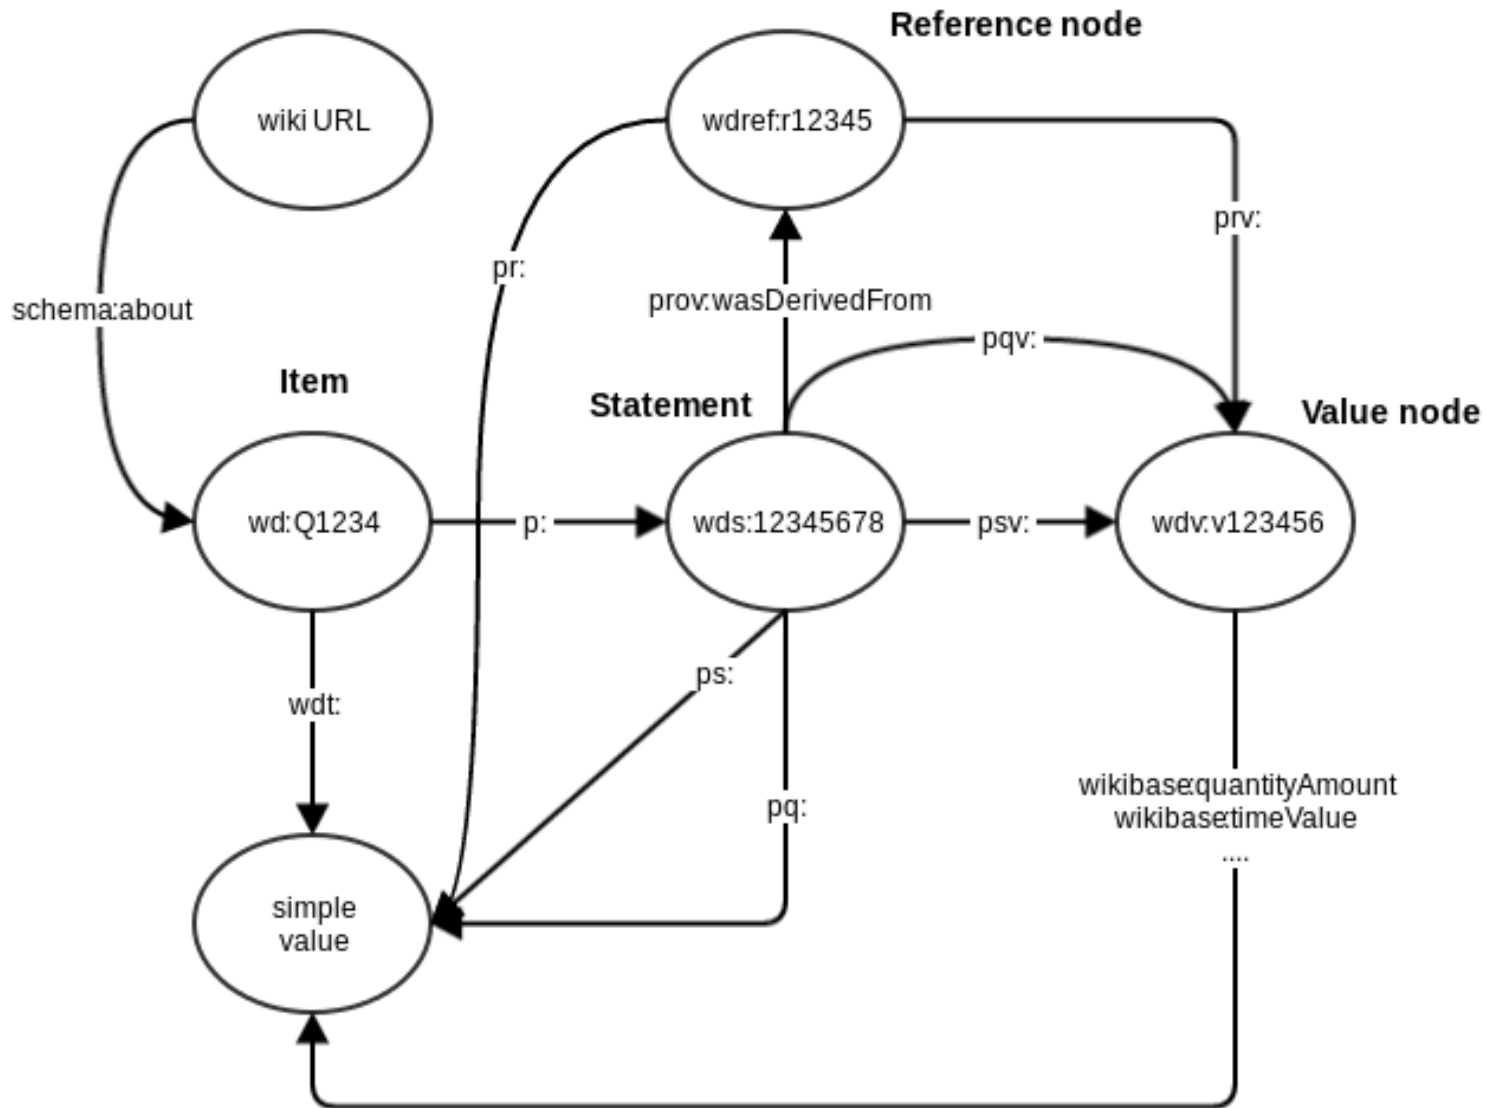 Reference node
wiki URL
wdref:r12345
prv:
pr:
prov:wasDerivedFrom
schema:about
pqv:
Item
Statement
Value node
wd:Q1234
p:
wds:12345678
psv:
wdv:v123456
ps:
wdt:
wikibase:quantityAmount
wikibase:timeValue
....
pq:
simple
value